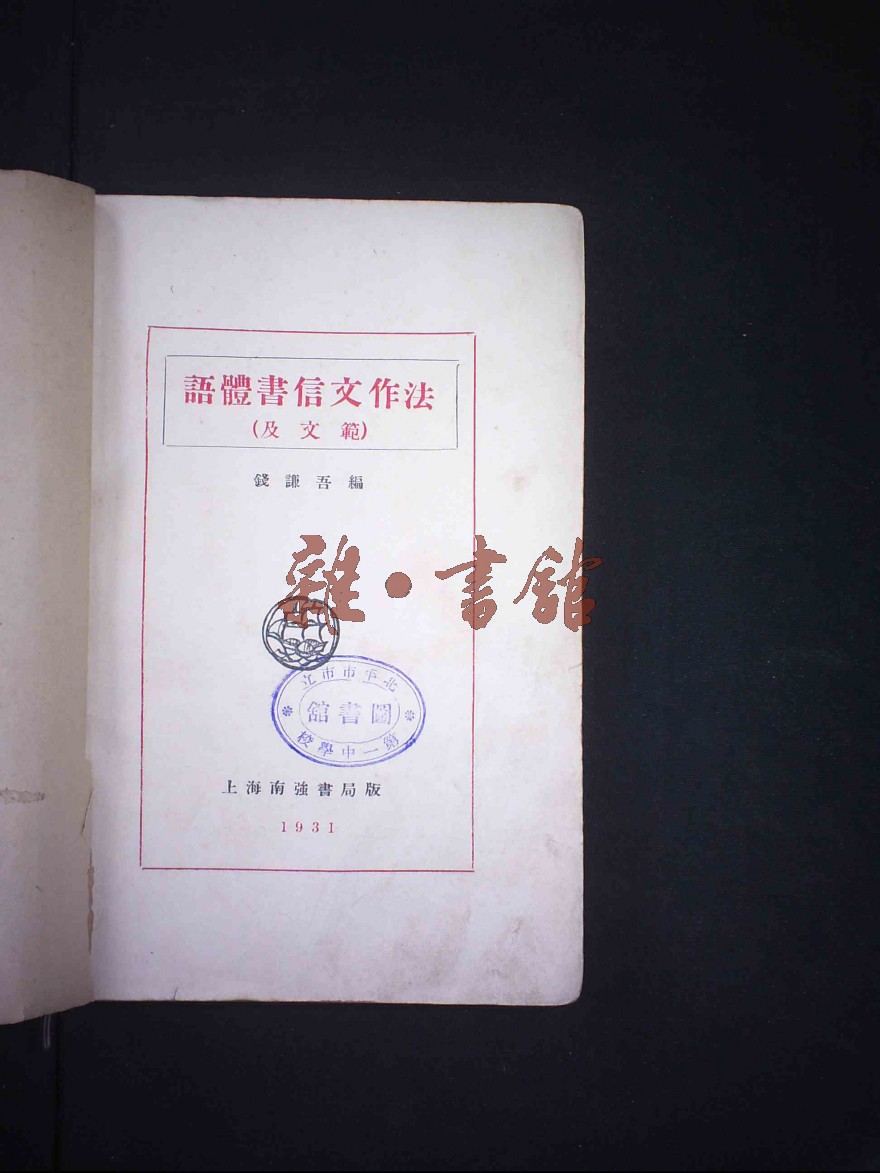 語體書信文作法
(及文範)
錢謙吾編
雜·書館
北平市市立
圖書館
第一中學校
上海南強書局版
1931